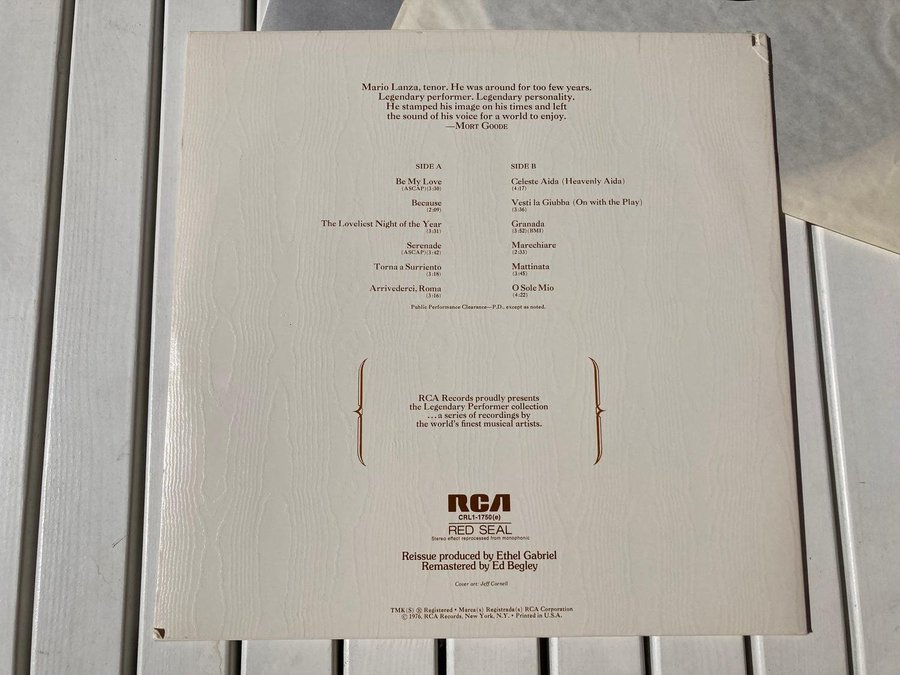 Mario Lanza, tenor. He was around for too few years.
Legendary performer. Legendary personality.
He stamped his image on his times and left
the sound of his voice for a world to enjoy.
—MORT GOODE
SIDE A
Be My Love
(ASCAP)(3:30)
Because
(2:09)
The Loveliest Night of the Year
(3:31)
Serenade
(ASCAP)(3:42)
Torna a Surriento
(3:18)
Arrivederci, Roma
(3:16)
SIDE B
Celeste Aida (Heavenly Aida)
(4:17)
Vesti la Giubba (On with the Play)
(3:36)
Granada
(3:52)(BMI)
Marechiare
(2:33)
Mattinata
(3:45)
O Sole Mio
(4:22)
Public Performance Clearance—P.D., except as noted.
RCA Records proudly presents
the Legendary Performer collection
...a series of recordings by
the world's finest musical artists.
RCA
CRL1-1750(e)
RED SEAL
Stereo effect reprocessed from monophonic
Reissue produced by Ethel Gabriel
Remastered by Ed Begley
Cover art: Jeff Cornell
TMK(S) ® Registered • Marca(s) Registrada(s) RCA Corporation
© 1976, RCA Records, New York, N.Y. • Printed in U.S.A.